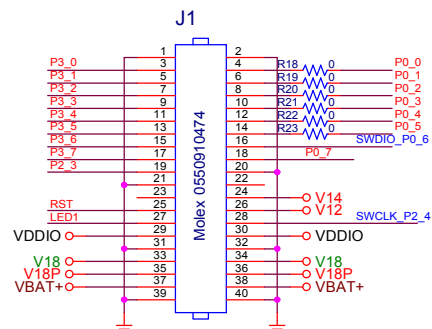 J1
1 2
P3_0 3 4 R18 0 P0_0
P3_1 5 6 R19 0 P0_1
P3_2 7 8 R20 0 P0_2
P3_3 9 10 R21 0 P0_3
P3_4 11 12 R22 0 P0_4
P3_5 13 14 R23 0 P0_5
P3_6 15 16 SWDIO_P0_6
P3_7 17 18 P0_7
P2_3 19 20
21 22
23 24 V14
RST 25 26 V12
LED1 27 28 SWCLK_P2_4
VDDIO 29 30 VDDIO
31 32
V18 33 34 V18
V18P 35 36 V18P
VBAT+ 37 38 VBAT+
39 40
Molex 0550910474